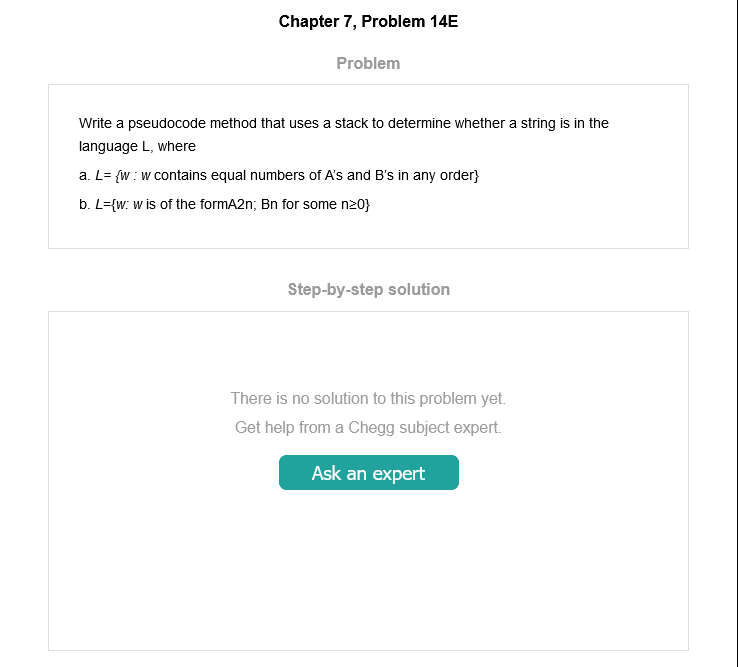 Chapter 7, Problem 14E
Problem
Write a pseudocode method that uses a stack to determine whether a string is in the
language L, where
a. L= {w : w contains equal numbers of A's and B's in any order}
b. L={w: w is of the formA2n; Bn for some n≥0}
Step-by-step solution
There is no solution to this problem yet.
Get help from a Chegg subject expert.
Ask an expert